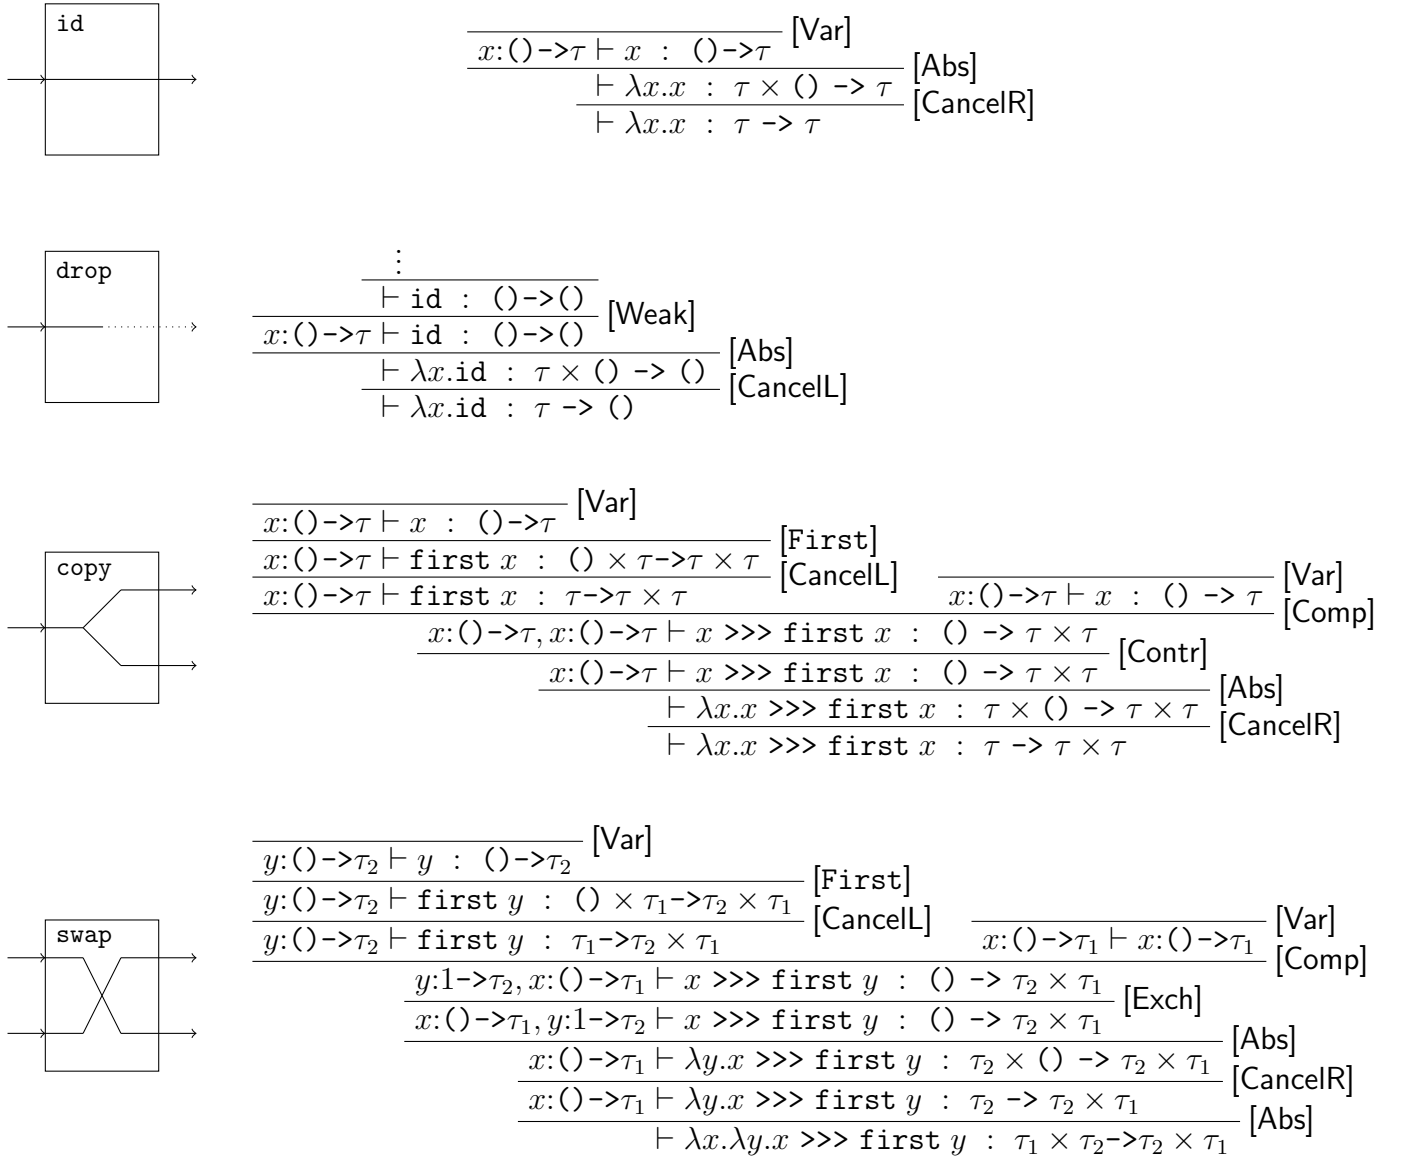 id
[Var]
x:()->τ ⊢ x : ()->τ
[Abs]
⊢ λx.x : τ × () -> τ
[CancelR]
⊢ λx.x : τ -> τ
drop
⋮
⊢ id : ()->()
[Weak]
x:()->τ ⊢ id : ()->()
[Abs]
⊢ λx.id : τ × () -> ()
[CancelL]
⊢ λx.id : τ -> ()
copy
[Var]
x:()->τ ⊢ x : ()->τ
[First]
x:()->τ ⊢ first x : () × τ->τ × τ
[CancelL] [Var]
x:()->τ ⊢ first x : τ->τ × τ x:()->τ ⊢ x : () -> τ
[Comp]
x:()->τ, x:()->τ ⊢ x >>> first x : () -> τ × τ
[Contr]
x:()->τ ⊢ x >>> first x : () -> τ × τ
[Abs]
⊢ λx.x >>> first x : τ × () -> τ × τ
[CancelR]
⊢ λx.x >>> first x : τ -> τ × τ
swap
[Var]
y:()->τ₂ ⊢ y : ()->τ₂
[First]
y:()->τ₂ ⊢ first y : () × τ₁->τ₂ × τ₁
[CancelL] [Var]
y:()->τ₂ ⊢ first y : τ₁->τ₂ × τ₁ x:()->τ₁ ⊢ x:()->τ₁
[Comp]
y:1->τ₂, x:()->τ₁ ⊢ x >>> first y : () -> τ₂ × τ₁
[Exch]
x:()->τ₁, y:1->τ₂ ⊢ x >>> first y : () -> τ₂ × τ₁
[Abs]
x:()->τ₁ ⊢ λy.x >>> first y : τ₂ × () -> τ₂ × τ₁
[CancelR]
x:()->τ₁ ⊢ λy.x >>> first y : τ₂ -> τ₂ × τ₁
[Abs]
⊢ λx.λy.x >>> first y : τ₁ × τ₂->τ₂ × τ₁